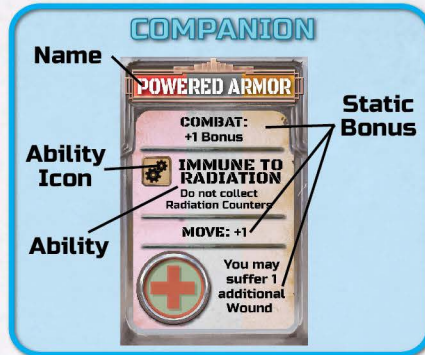 COMPANION
Name
POWERED ARMOR
COMBAT:
+1 Bonus
Static
Bonus
Ability
Icon
IMMUNE TO
RADIATION
Do not collect
Radiation Counters
Ability
MOVE: +1
You may
suffer 1
additional
Wound